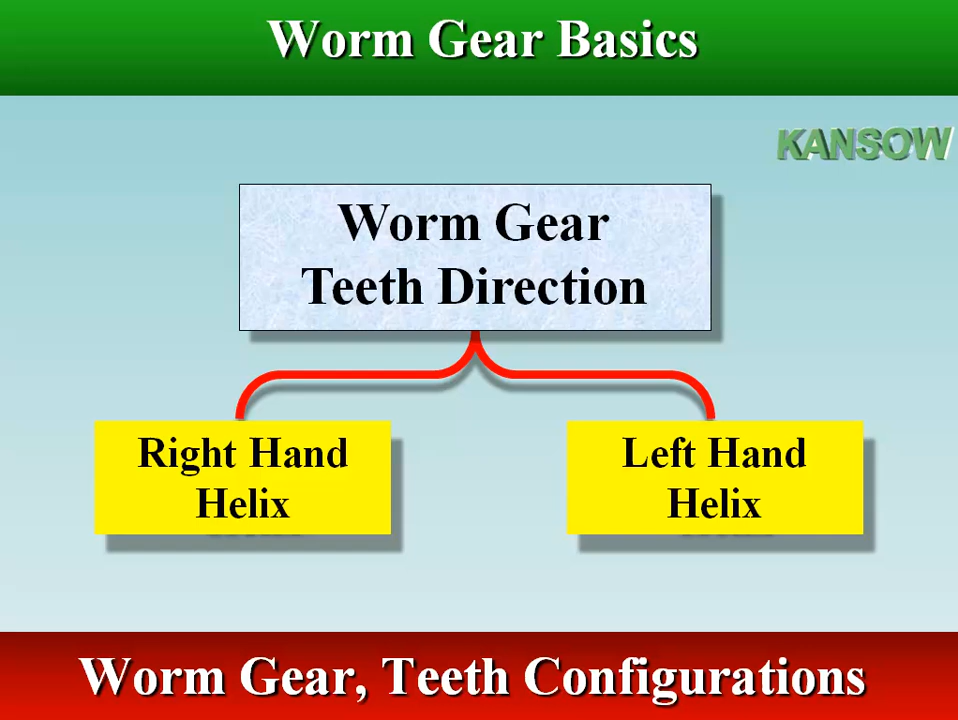 Worm Gear Basics
KANSOW
Worm Gear
Teeth Direction
Right Hand
Helix
Left Hand
Helix
Worm Gear, Teeth Configurations